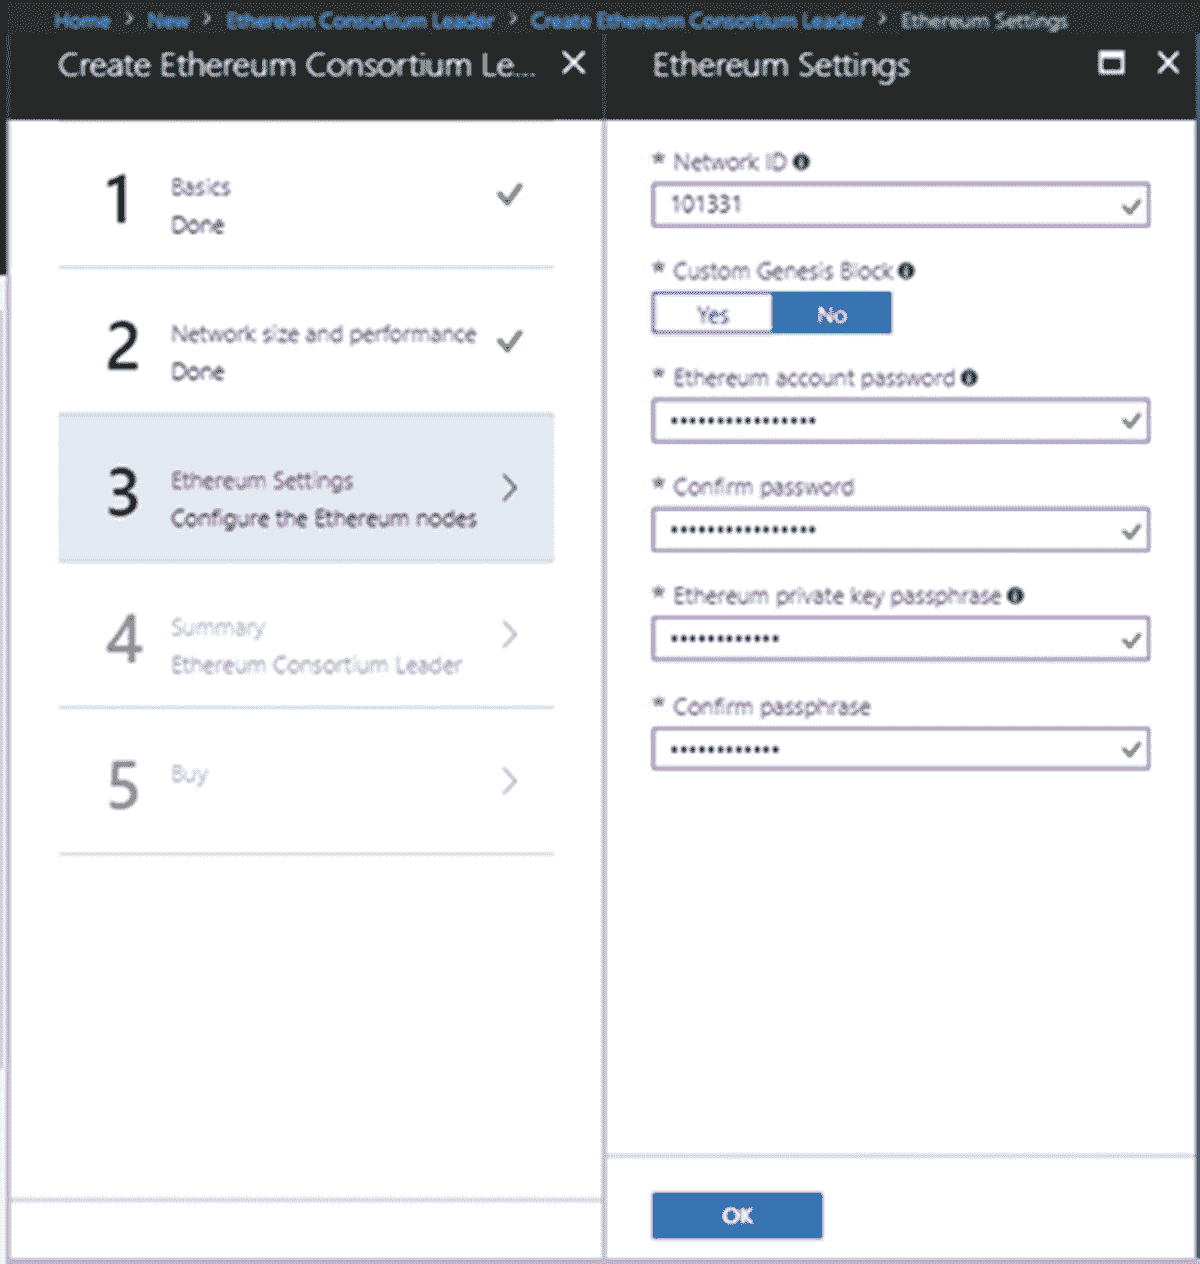 Home > New > Ethereum Consortium Leader > Create Ethereum Consortium Leader > Ethereum Settings
Create Ethereum Consortium Le...
1
Basics
Done
2
Network size and performance
Done
3
Ethereum Settings
Configure the Ethereum nodes
4
Summary
Ethereum Consortium Leader
5
Buy
Ethereum Settings
* Network ID
101331
* Custom Genesis Block
Yes No
* Ethereum account password
••••••••••••••••
* Confirm password
••••••••••••••••
* Ethereum private key passphrase
••••••••••••
* Confirm passphrase
••••••••••••
OK